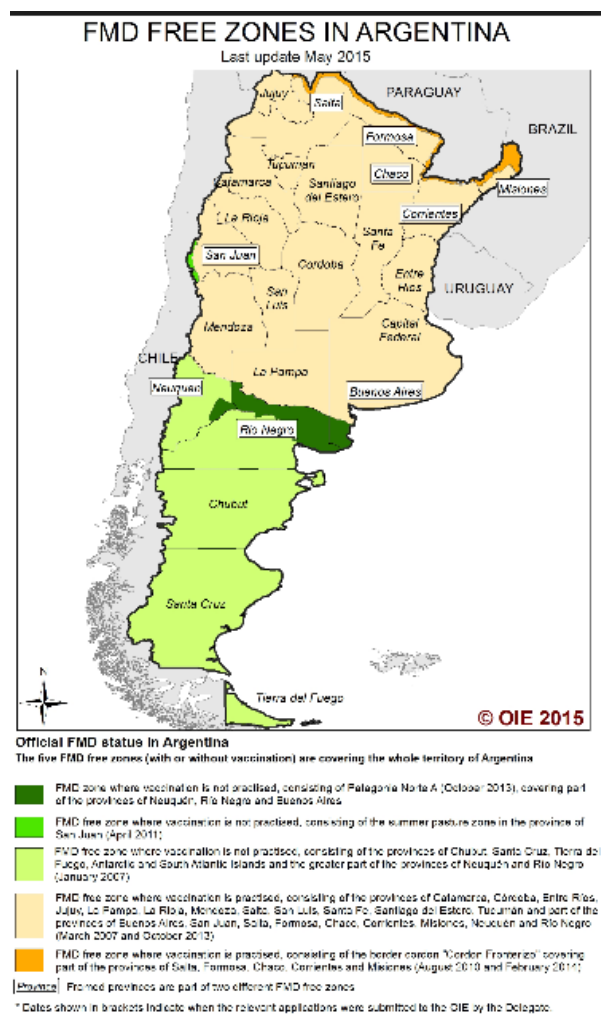 FMD FREE ZONES IN ARGENTINA
Last update May 2015
PARAGUAY
Jujuy
Salta
BRAZIL
Formosa
Tucuman
Chaco
Catamarca
Santiago
del Estero
Misiones
La Rioja
Corrientes
Santa
Fe
San Juan
Cordoba
Entre
Rios
San
Luis
URUGUAY
Mendoza
Capital
Federal
CHILE
La Pampa
Neuquen
Buenos Aires
Rio Negro
Chubut
Santa Cruz
N
Tierra del Fuego
© OIE 2015
Official FMD status in Argentina
The five FMD free zones (with or without vaccination) are covering the whole territory of Argentina
FMD zone where vaccination is not practised, consisting of Patagonia Norte A (October 2013), covering part
of the provinces of Neuquén, Río Negro and Buenos Aires
FMD free zone where vaccination is not practised, consisting of the summer pasture zone in the province of
San Juan (April 2011)
FMD free zone where vaccination is not practised, consisting of the provinces of Chubut, Santa Cruz, Tierra del
Fuego, Antarctic and South Atlantic Islands and the greater part of the provinces of Neuquén and Río Negro
(January 2007)
FMD free zone where vaccination is practised, consisting of the provinces of Catamarca, Córdoba, Entre Ríos,
Jujuy, La Pampa, La Rioja, Mendoza, Salta, San Luis, Santa Fe, Santiago del Estero, Tucumán and part of the
provinces of Buenos Aires, San Juan, Salta, Formosa, Chaco, Corrientes, Misiones, Neuquén and Río Negro
(March 2007 and October 2013)
FMD free zone where vaccination is practised, consisting of the border cordon "Cordon Fronterizo" covering
part of the provinces of Salta, Formosa, Chaco, Corrientes and Misiones (August 2010 and February 2014)
Province Framed provinces are part of two different FMD free zones
* Dates shown in brackets indicate when the relevant applications were submitted to the OIE by the Delegate.